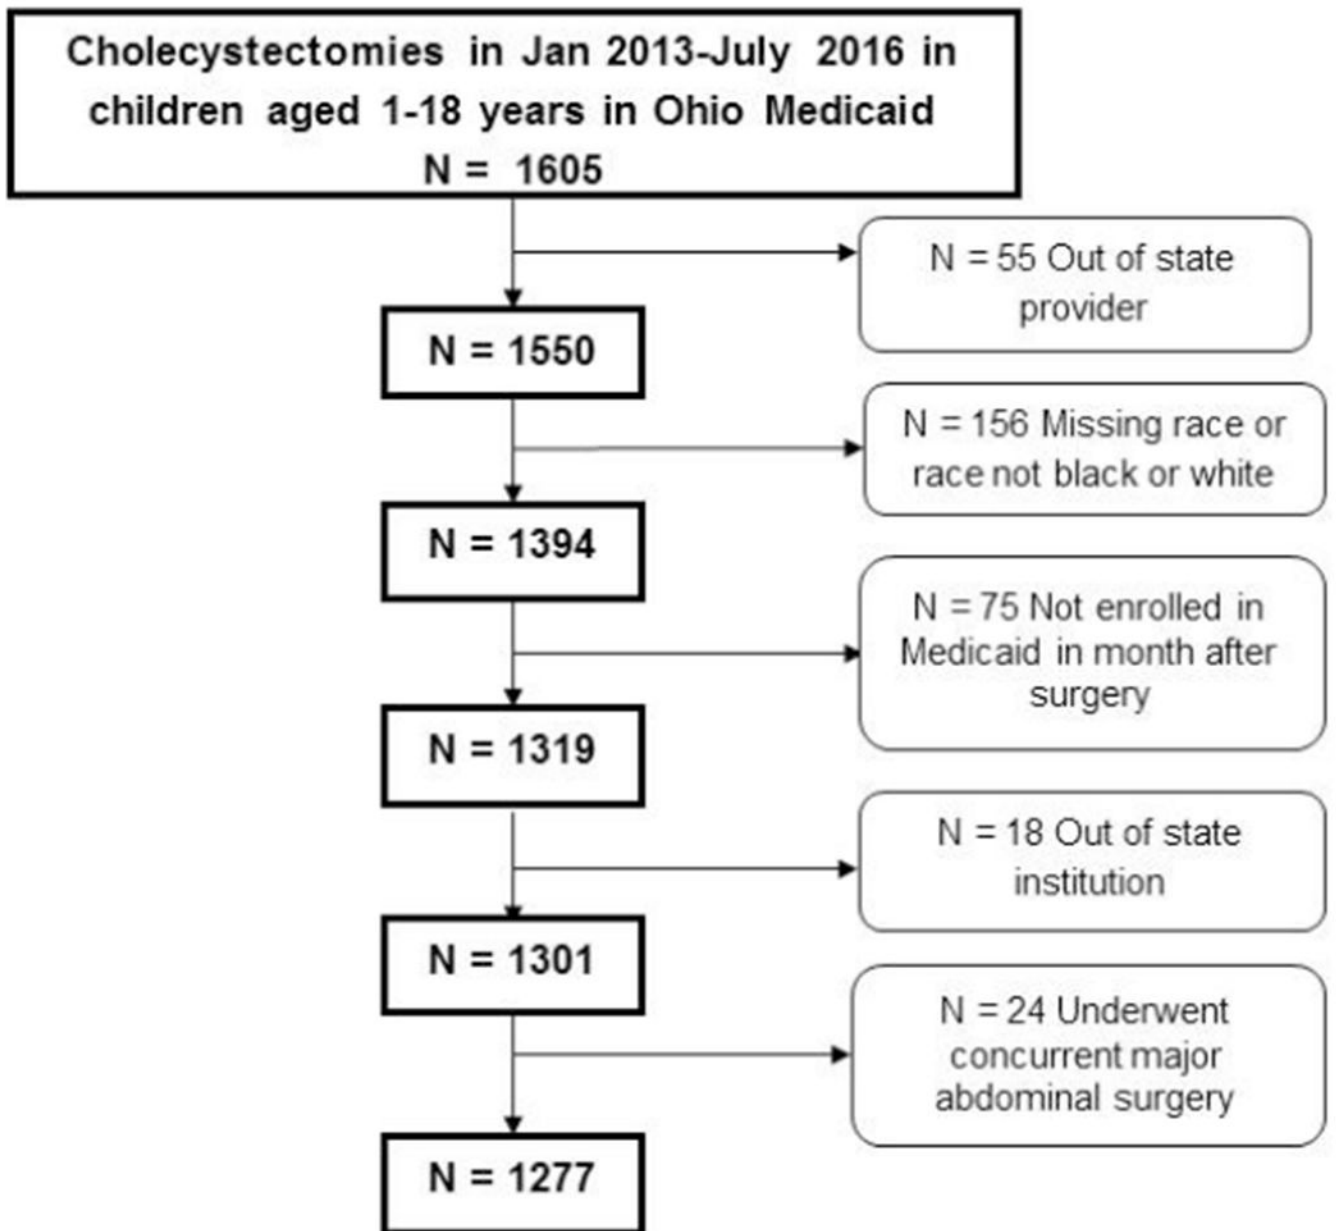 Cholecystectomies in Jan 2013-July 2016 in
children aged 1-18 years in Ohio Medicaid
N = 1605
N = 55 Out of state
provider
N = 1550
N = 156 Missing race or
race not black or white
N = 1394
N = 75 Not enrolled in
Medicaid in month after
surgery
N = 1319
N = 18 Out of state
institution
N = 1301
N = 24 Underwent
concurrent major
abdominal surgery
N = 1277